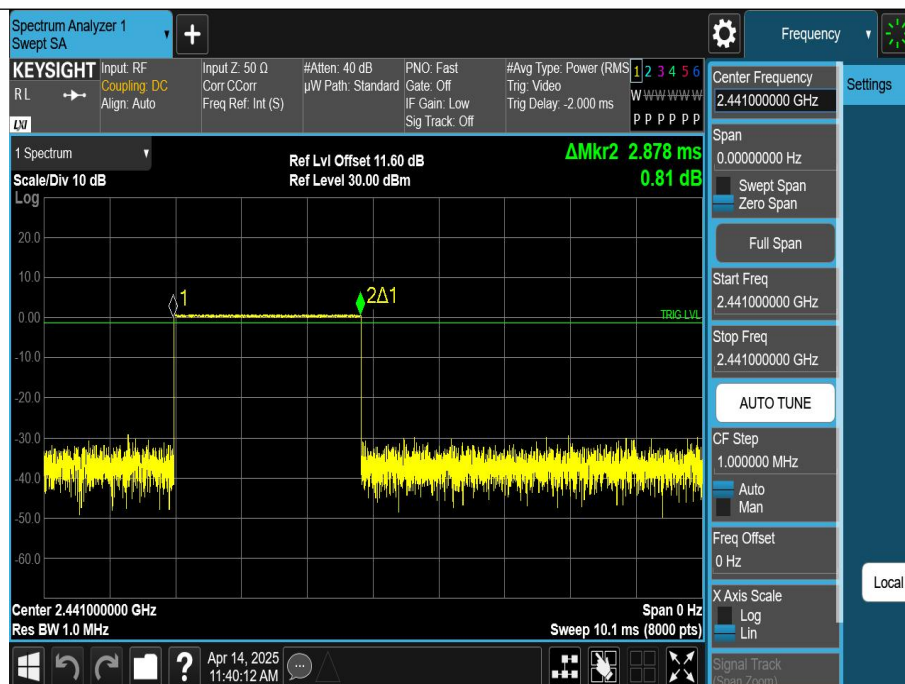 Spectrum Analyzer 1
Swept SA
Frequency
KEYSIGHT
RL
LXI
Input: RF
Coupling: DC
Align: Auto
Input Z: 50 Ω
Corr CCorr
Freq Ref: Int (S)
#Atten: 40 dB
µW Path: Standard
PNO: Fast
Gate: Off
IF Gain: Low
Sig Track: Off
#Avg Type: Power (RMS
Trig: Video
Trig Delay: -2.000 ms
1 2 3 4 5 6
W W W W W W
P P P P P P
Center Frequency
2.441000000 GHz
Settings
1 Spectrum
Scale/Div 10 dB
Log
Ref Lvl Offset 11.60 dB
Ref Level 30.00 dBm
ΔMkr2 2.878 ms
0.81 dB
Span
0.00000000 Hz
Swept Span
Zero Span
Full Span
Start Freq
2.441000000 GHz
Stop Freq
2.441000000 GHz
AUTO TUNE
CF Step
1.000000 MHz
Auto
Man
Freq Offset
0 Hz
X Axis Scale
Log
Lin
Signal Track
(Span Zoom)
Local
20.0
10.0
0.00
-10.0
-20.0
-30.0
-40.0
-50.0
-60.0
1
2Δ1
TRIG LVL
Center 2.441000000 GHz
Res BW 1.0 MHz
Span 0 Hz
Sweep 10.1 ms (8000 pts)
?
Apr 14, 2025
11:40:12 AM